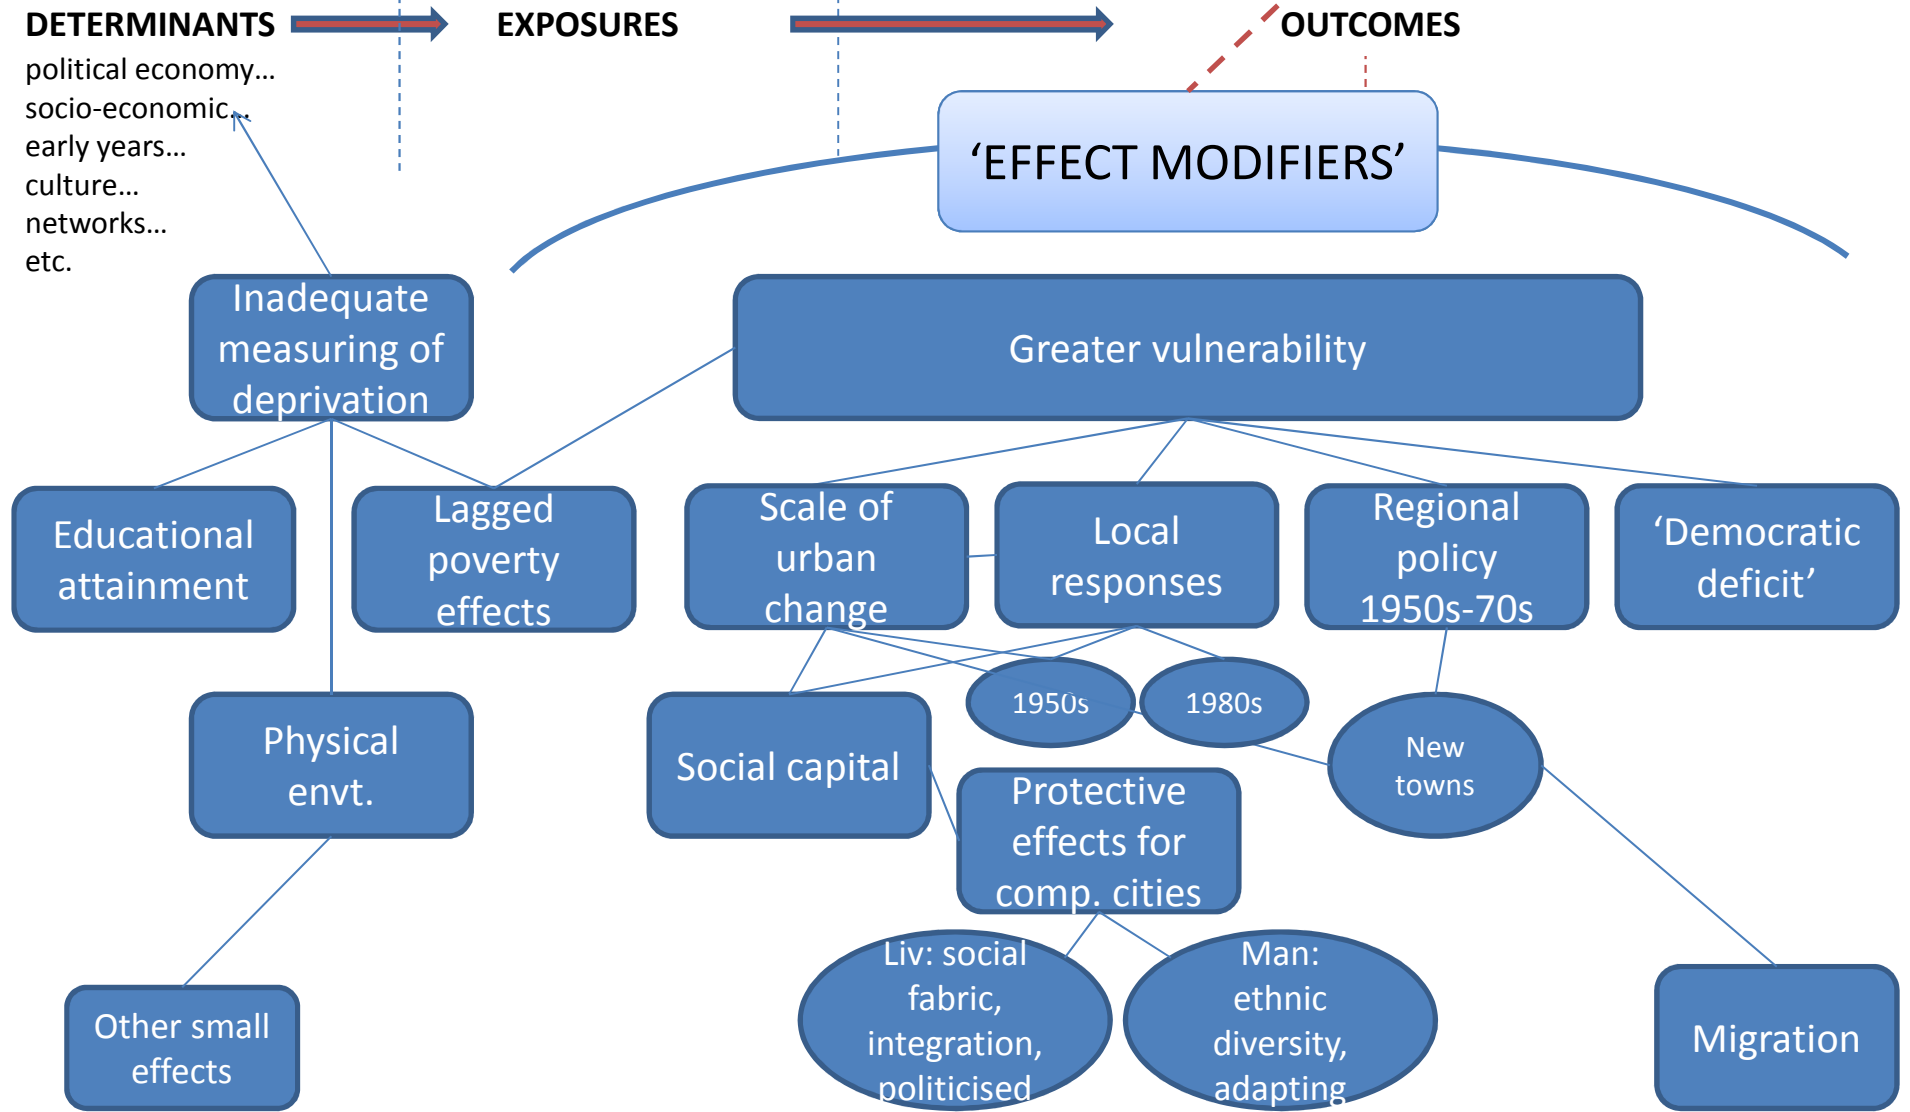 DETERMINANTS
EXPOSURES
OUTCOMES
political economy...
socio-economic...
early years...
culture...
networks...
etc.
‘EFFECT MODIFIERS’
Inadequate
measuring of
deprivation
Greater vulnerability
Educational
attainment
Lagged
poverty
effects
Scale of
urban
change
Local
responses
Regional
policy
1950s-70s
‘Democratic
deficit’
Physical
envt.
Social capital
1950s
1980s
New
towns
Protective
effects for
comp. cities
Other small
effects
Liv: social
fabric,
integration,
politicised
Man:
ethnic
diversity,
adapting
Migration